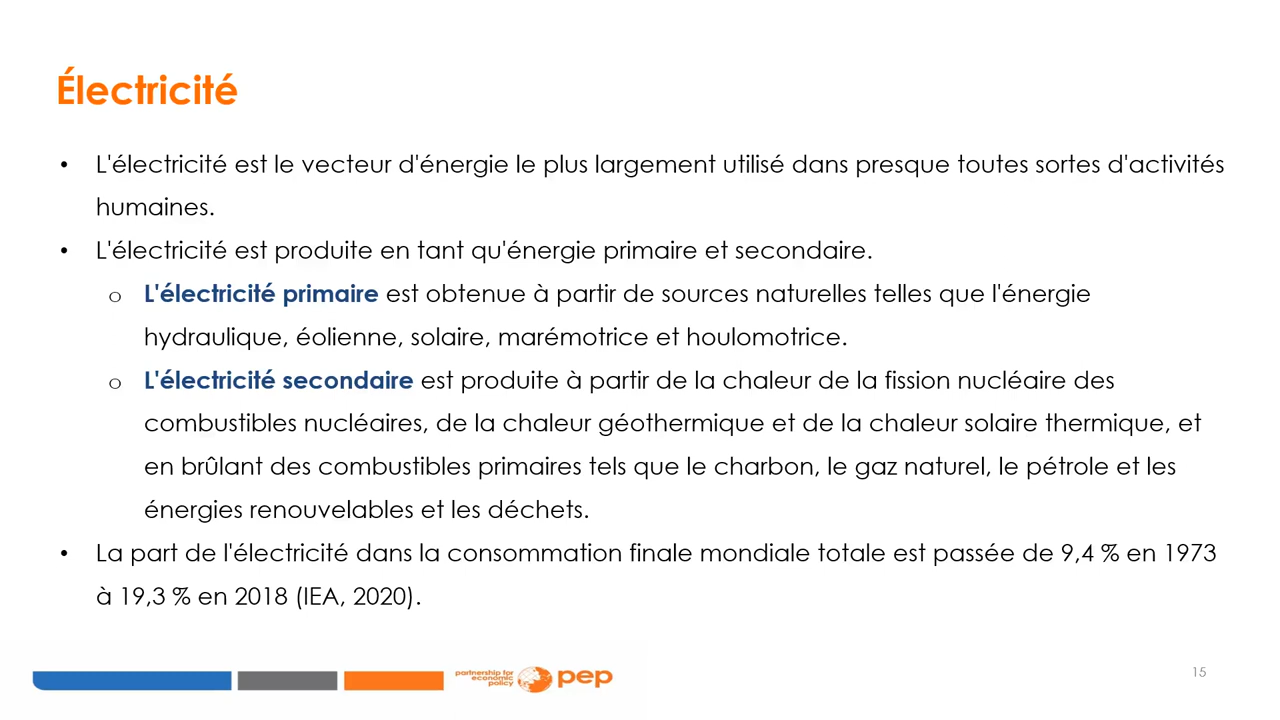 Électricité
• L'électricité est le vecteur d'énergie le plus largement utilisé dans presque toutes sortes d'activités
humaines.
• L'électricité est produite en tant qu'énergie primaire et secondaire.
o L'électricité primaire est obtenue à partir de sources naturelles telles que l'énergie
hydraulique, éolienne, solaire, marémotrice et houlomotrice.
o L'électricité secondaire est produite à partir de la chaleur de la fission nucléaire des
combustibles nucléaires, de la chaleur géothermique et de la chaleur solaire thermique, et
en brûlant des combustibles primaires tels que le charbon, le gaz naturel, le pétrole et les
énergies renouvelables et les déchets.
• La part de l'électricité dans la consommation finale mondiale totale est passée de 9,4 % en 1973
à 19,3 % en 2018 (IEA, 2020).
partnership for
economic
policy
pep
15